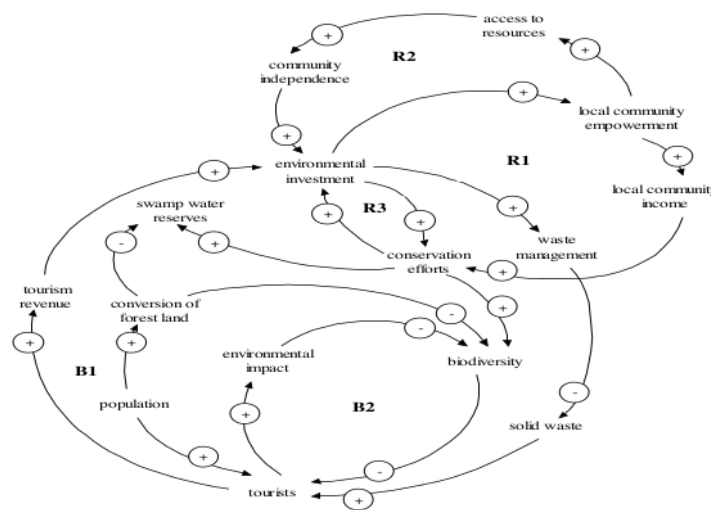 access to
resources
+
+
R2
community
independence
+
+
local community
empowerment
+
R1
environmental
investment
+
local community
income
swamp water
reserves
R3
+
+
+
-
+
waste
management
conservation
efforts
+
tourism
revenue
conversion of
forest land
+
-
-
+
+
environmental
impact
biodiversity
B1
-
population
+
B2
solid waste
+
-
tourists
+